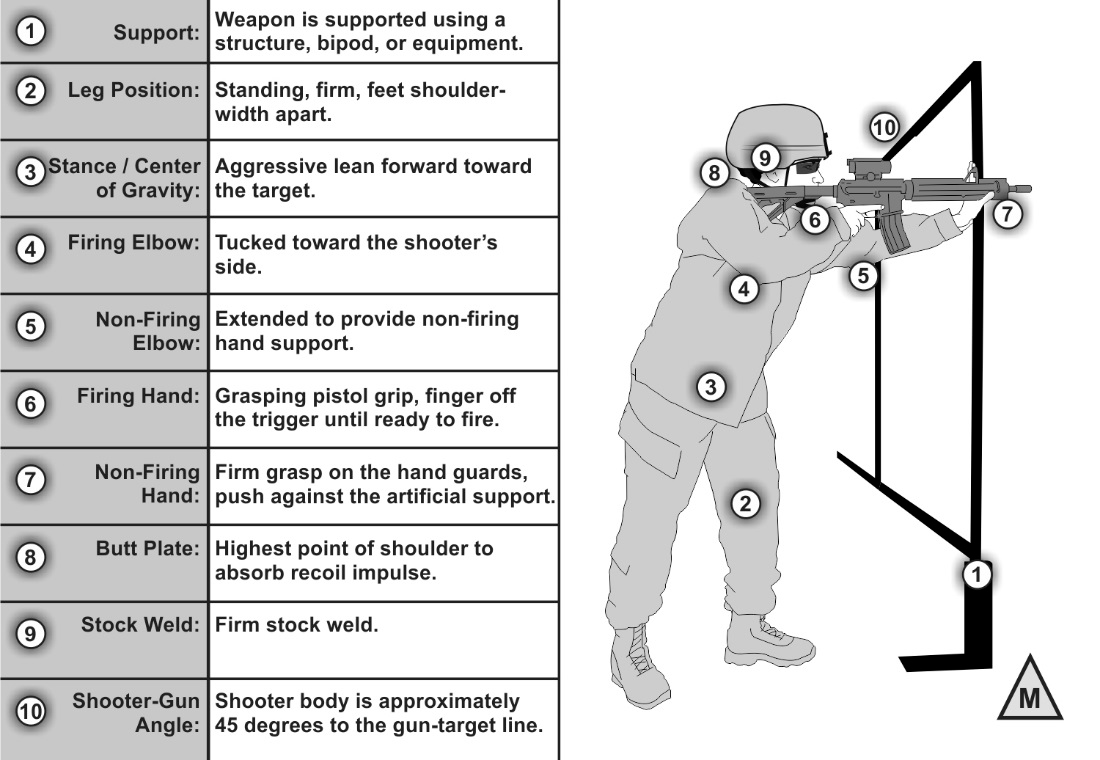 1 Support: Weapon is supported using a
structure, bipod, or equipment.
2 Leg Position: Standing, firm, feet shoulder-
width apart.
3 Stance / Center Aggressive lean forward toward
of Gravity: the target.
4 Firing Elbow: Tucked toward the shooter’s
side.
5 Non-Firing Extended to provide non-firing
Elbow: hand support.
6 Firing Hand: Grasping pistol grip, finger off
the trigger until ready to fire.
7 Non-Firing Firm grasp on the hand guards,
Hand: push against the artificial support.
8 Butt Plate: Highest point of shoulder to
absorb recoil impulse.
9 Stock Weld: Firm stock weld.
10 Shooter-Gun Shooter body is approximately
Angle: 45 degrees to the gun-target line.
10
9
8
7
6
5
4
3
2
1
M